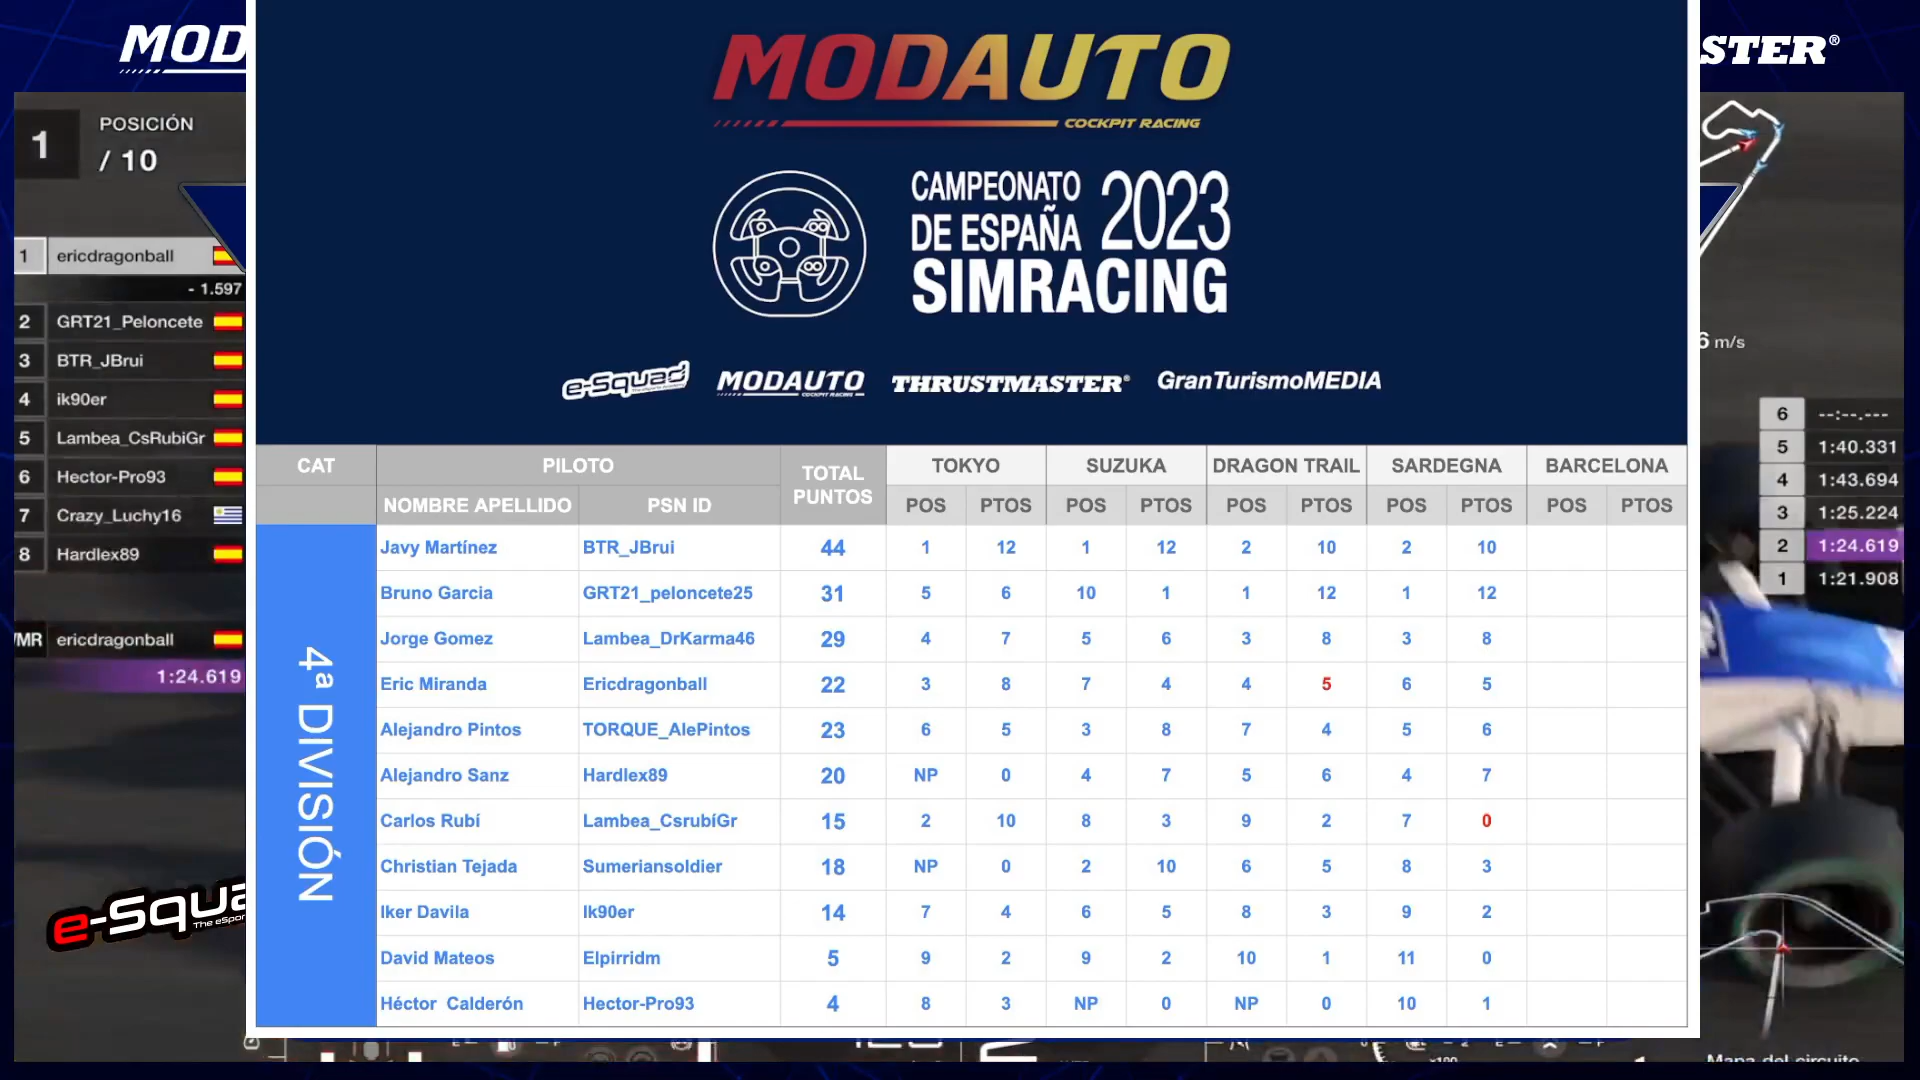 MOD
STER®
MODAUTO
COCKPIT RACING
CAMPEONATO
DE ESPAÑA
2023
SIMRACING
e-Squad
MODAUTO
COCKPIT RACING
THRUSTMASTER®
GranTurismoMEDIA
1
POSICIÓN
/ 10
1 ericdragonball
- 1.597
2 GRT21_Peloncete
3 BTR_JBrui
4 ik90er
5 Lambea_CsRubiGr
6 Hector-Pro93
7 Crazy_Luchy16
8 Hardlex89
ericdragonball
1:24.619
e-Squa
The eSpor
CAT PILOTO TOTAL PUNTOS TOKYO SUZUKA DRAGON TRAIL SARDEGNA BARCELONA
NOMBRE APELLIDO PSN ID POS PTOS POS PTOS POS PTOS POS PTOS POS PTOS
4ª DIVISIÓN
Javy Martínez BTR_JBrui 44 1 12 1 12 2 10 2 10
Bruno Garcia GRT21_peloncete25 31 5 6 10 1 1 12 1 12
Jorge Gomez Lambea_DrKarma46 29 4 7 5 6 3 8 3 8
Eric Miranda Ericdragonball 22 3 8 7 4 4 5 6 5
Alejandro Pintos TORQUE_AlePintos 23 6 5 3 8 7 4 5 6
Alejandro Sanz Hardlex89 20 NP 0 4 7 5 6 4 7
Carlos Rubí Lambea_CsrubíGr 15 2 10 8 3 9 2 7 0
Christian Tejada Sumeriansoldier 18 NP 0 2 10 6 5 8 3
Iker Davila Ik90er 14 7 4 6 5 8 3 9 2
David Mateos Elpirridm 5 9 2 9 2 10 1 11 0
Héctor Calderón Hector-Pro93 4 8 3 NP 0 NP 0 10 1
m/s
6 --:--.---
5 1:40.331
4 1:43.694
3 1:25.224
2 1:24.619
1 1:21.908
Mapa del circuito